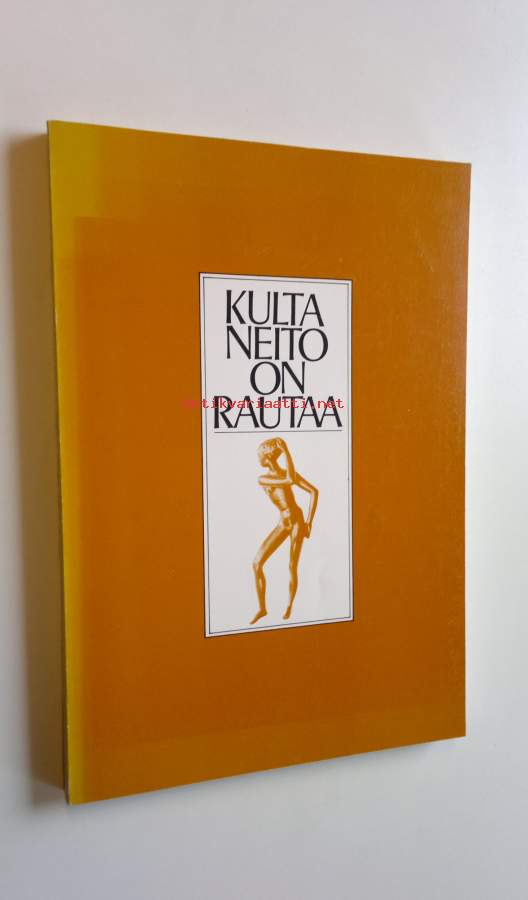 KULTA
NEITO
ON
RAUTAA
antikvariaatti.net